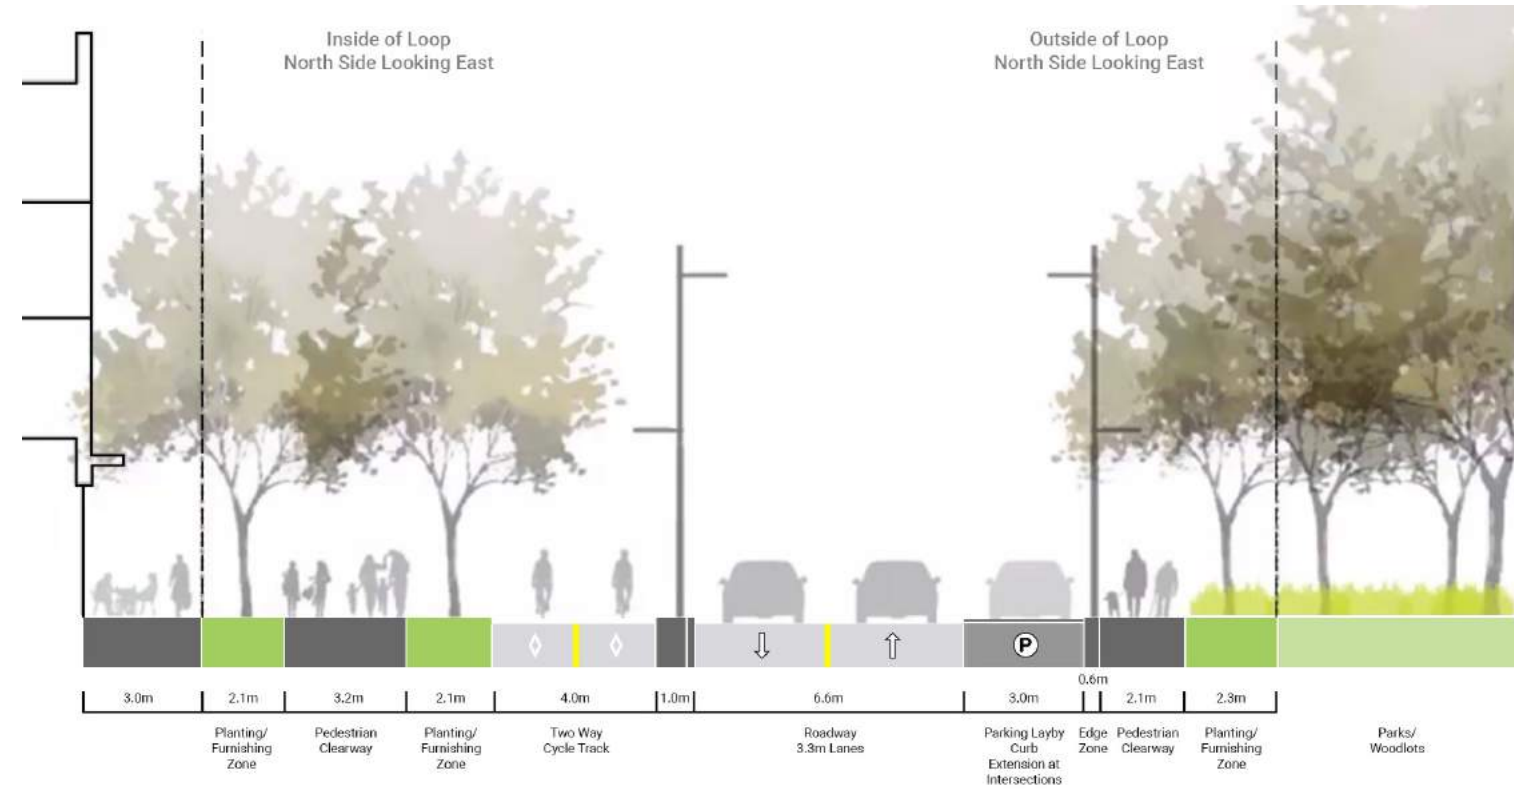 Inside of Loop
North Side Looking East
Outside of Loop
North Side Looking East
P
0.6m
3.0m
2.1m
3.2m
2.1m
4.0m
1.0m
6.6m
3.0m
2.1m
2.3m
Planting/
Furnishing
Zone
Pedestrian
Clearway
Planting/
Furnishing
Zone
Two Way
Cycle Track
Roadway
3.3m Lanes
Parking Layby
Curb
Extension at
Intersections
Edge
Zone
Pedestrian
Clearway
Planting/
Furnishing
Zone
Parks/
Woodlots